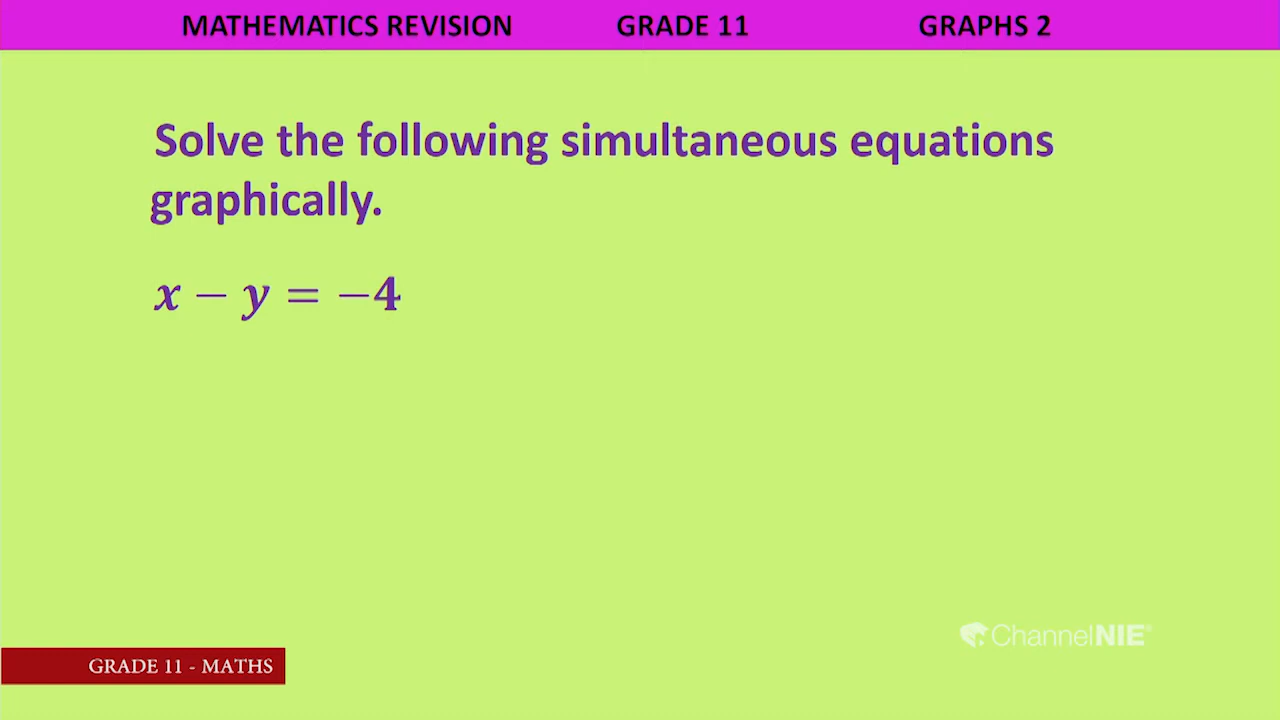 MATHEMATICS REVISION GRADE 11 GRAPHS 2
Solve the following simultaneous equations
graphically.
x − y = −4
ChannelNIE®
GRADE 11 - MATHS